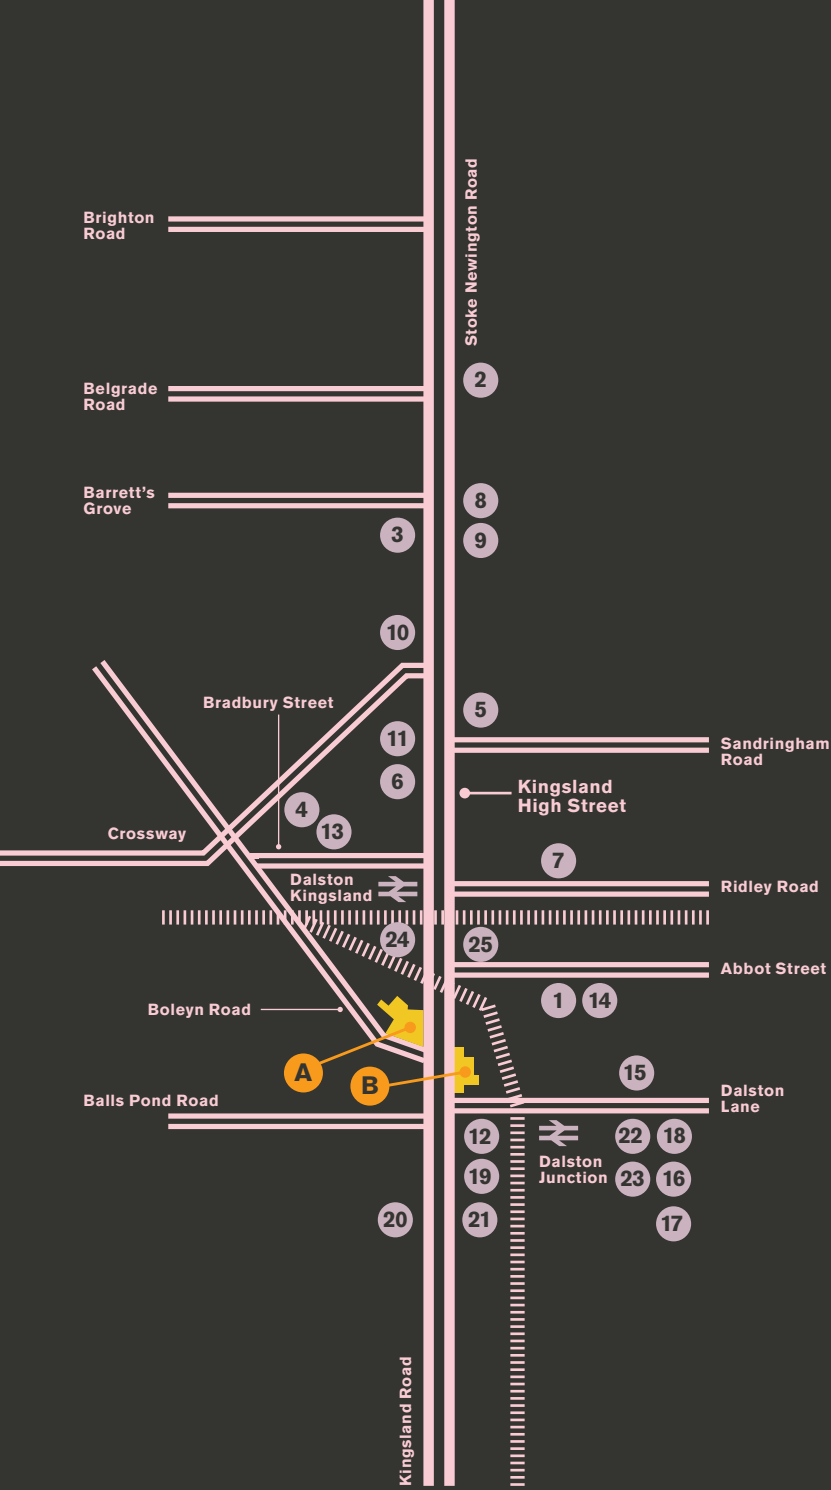 Stoke Newington Road
Brighton
Road
2
Belgrade
Road
Barrett's
Grove
8
3
9
10
Bradbury Street
5
11
Sandringham
Road
6
Kingsland
High Street
4
13
Crossway
7
Dalston
Kingsland
Ridley Road
24
25
Abbot Street
1
14
Boleyn Road
A
B
15
Balls Pond Road
Dalston
Lane
12
22
18
Dalston
Junction
19
23
16
20
21
17
Kingsland Road